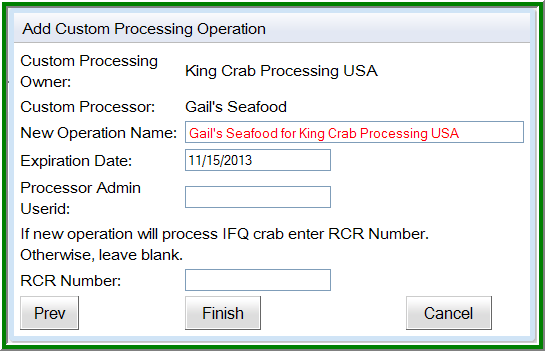 Add Custom Processing Operation
Custom Processing
Owner:
King Crab Processing USA
Custom Processor: Gail's Seafood
New Operation Name: Gail's Seafood for King Crab Processing USA
Expiration Date: 11/15/2013
Processor Admin
Userid:
If new operation will process IFQ crab enter RCR Number.
Otherwise, leave blank.
RCR Number:
Prev Finish Cancel